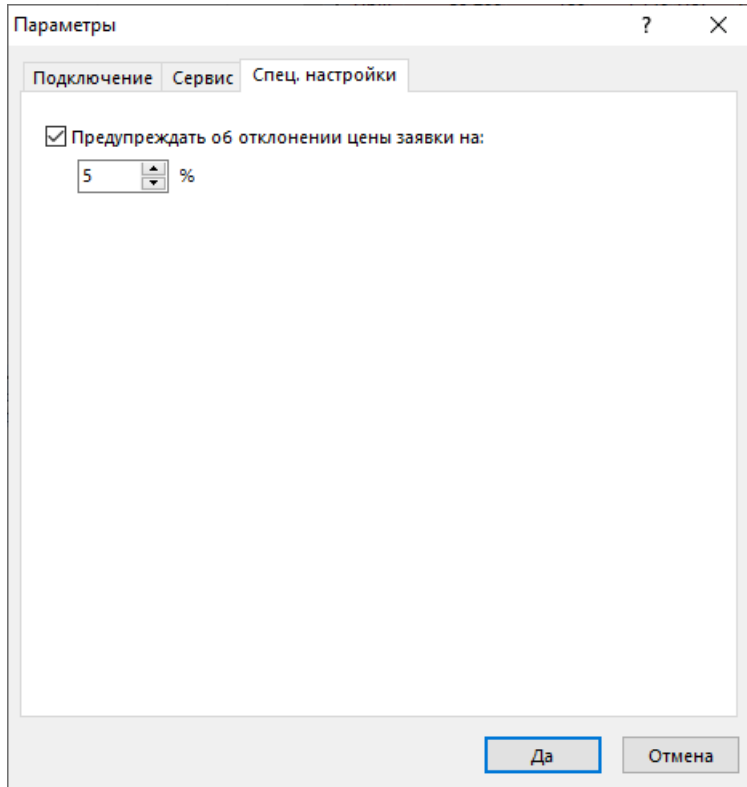 Параметры ?
Подключение Сервис Спец. настройки
Предупреждать об отклонении цены заявки на:
5 %
Да Отмена